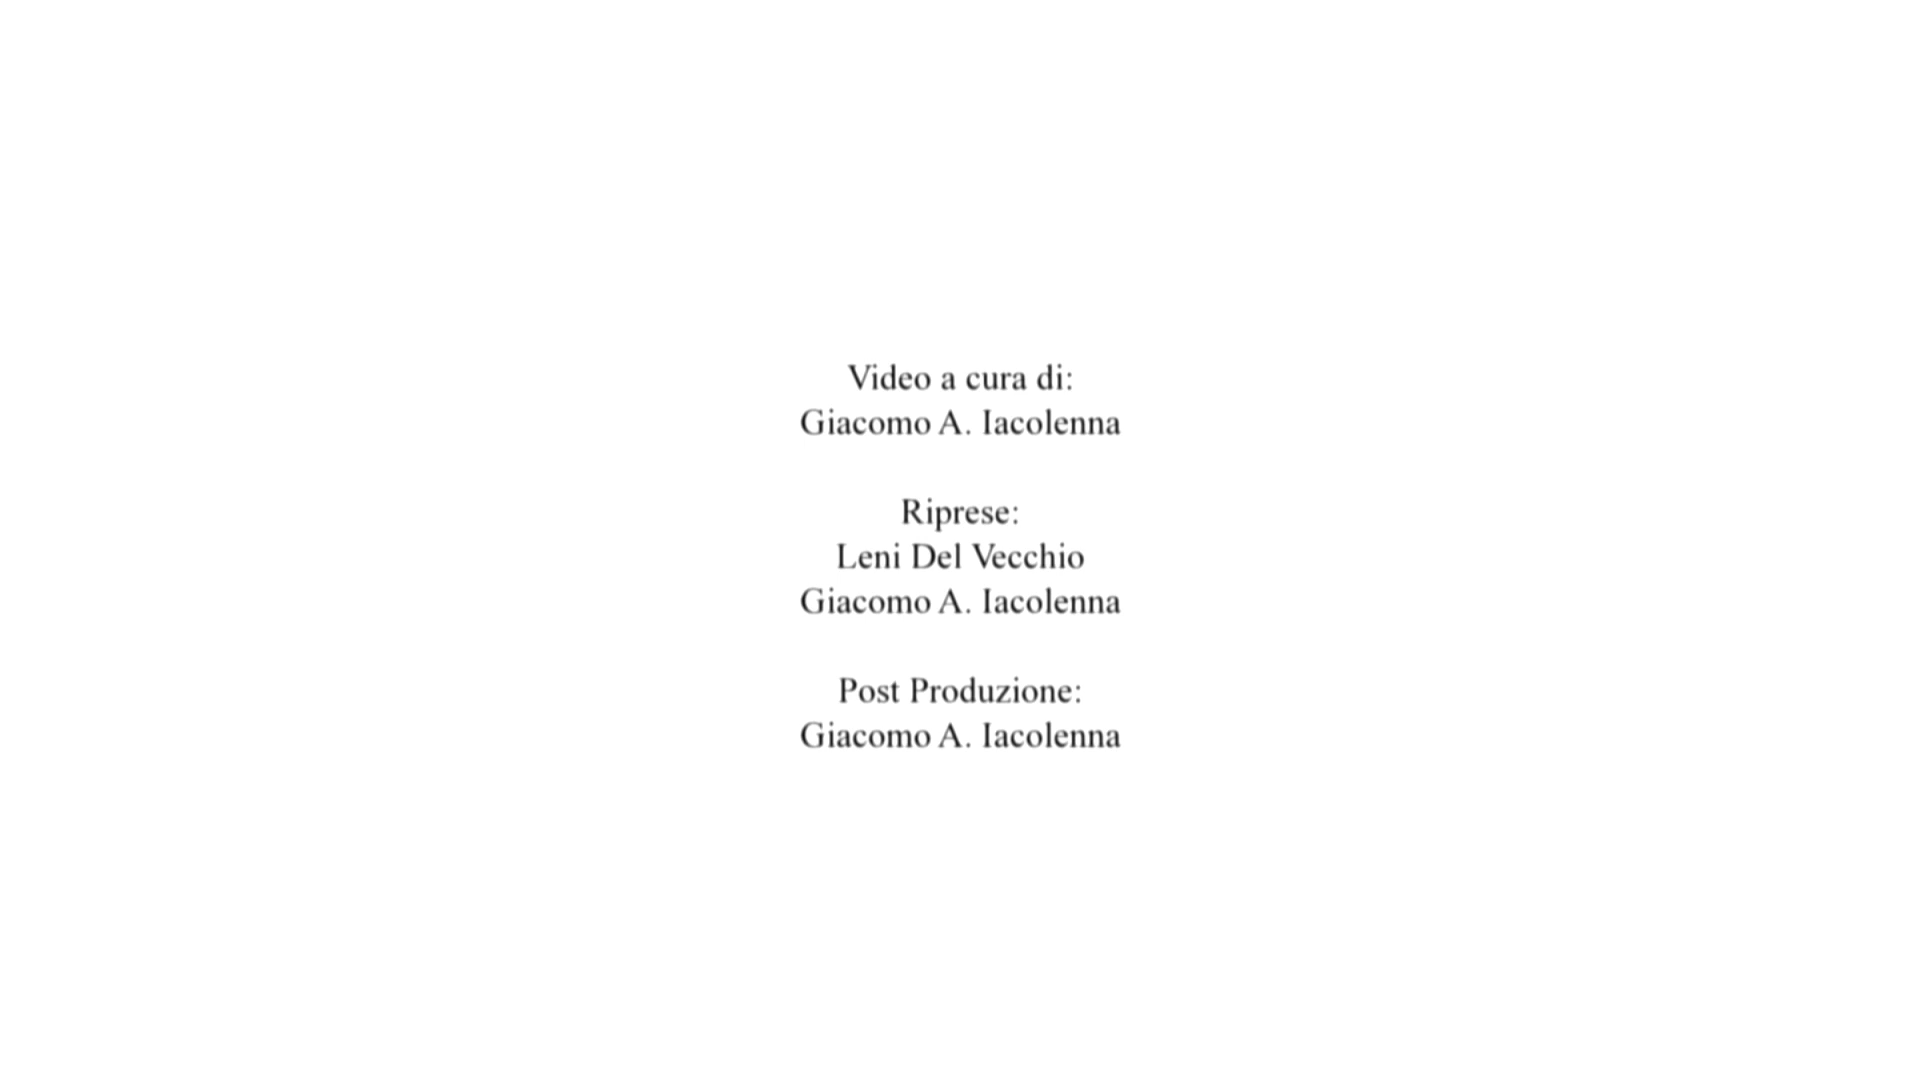 Video a cura di:
Giacomo A. Iacolenna
Riprese:
Leni Del Vecchio
Giacomo A. Iacolenna
Post Produzione:
Giacomo A. Iacolenna